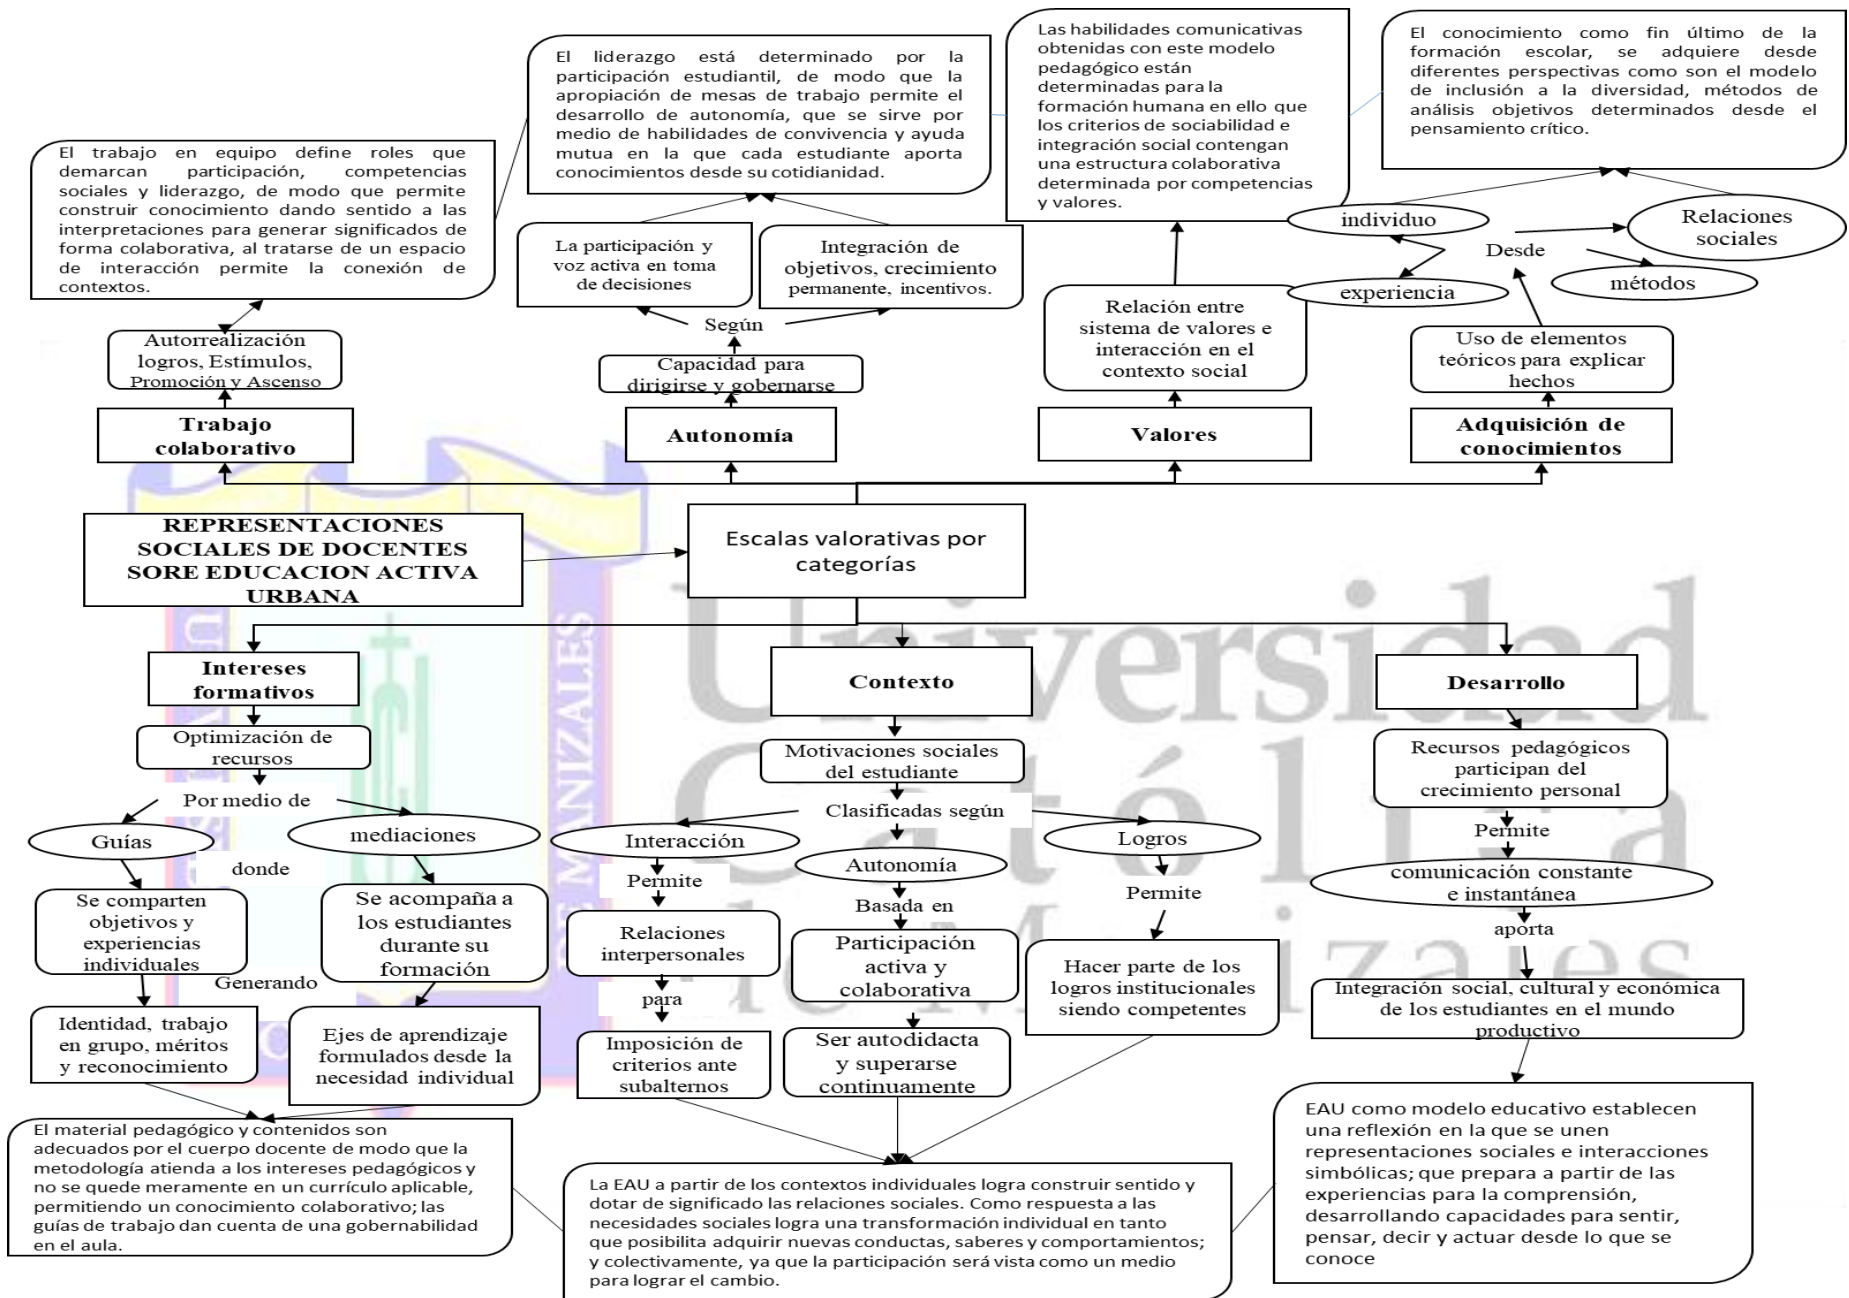 El trabajo en equipo define roles que
demarcan participación, competencias
sociales y liderazgo, de modo que permite
construir conocimiento dando sentido a las
interpretaciones para generar significados de
forma colaborativa, al tratarse de un espacio
de interacción permite la conexión de
contextos.
El liderazgo está determinado por la
participación estudiantil, de modo que la
apropiación de mesas de trabajo permite el
desarrollo de autonomía, que se sirve por
medio de habilidades de convivencia y ayuda
mutua en la que cada estudiante aporta
conocimientos desde su cotidianidad.
Las habilidades comunicativas
obtenidas con este modelo
pedagógico están
determinadas para la
formación humana en ello que
los criterios de sociabilidad e
integración social contengan
una estructura colaborativa
determinada por competencias
y valores.
El conocimiento como fin último de la
formación escolar, se adquiere desde
diferentes perspectivas como son el modelo
de inclusión a la diversidad, métodos de
análisis objetivos determinados desde el
pensamiento crítico.
La participación y
voz activa en toma
de decisiones
Integración de
objetivos, crecimiento
permanente, incentivos.
individuo
Relaciones
sociales
Desde
experiencia
métodos
Según
Autorrealización
logros, Estímulos,
Promoción y Ascenso
Capacidad para
dirigirse y gobernarse
Relación entre
sistema de valores e
interacción en el
contexto social
Uso de elementos
teóricos para explicar
hechos
Trabajo
colaborativo
Autonomía
Valores
Adquisición de
conocimientos
REPRESENTACIONES
SOCIALES DE DOCENTES
SORE EDUCACION ACTIVA
URBANA
Escalas valorativas por
categorías
Intereses
formativos
Contexto
Desarrollo
Optimización de
recursos
Por medio de
Guías
mediaciones
donde
Se comparten
objetivos y
experiencias
individuales
Se acompaña a
los estudiantes
durante su
formación
Generando
Identidad, trabajo
en grupo, méritos
y reconocimiento
Ejes de aprendizaje
formulados desde la
necesidad individual
Motivaciones sociales
del estudiante
Clasificadas según
Interacción
Autonomía
Logros
Permite
Basada en
Permite
Relaciones
interpersonales
Participación
activa y
colaborativa
Hacer parte de los
logros institucionales
siendo competentes
para
Imposición de
criterios ante
subalternos
Ser autodidacta
y superarse
continuamente
Recursos pedagógicos
participan del
crecimiento personal
Permite
comunicación constante
e instantánea
aporta
Integración social, cultural y económica
de los estudiantes en el mundo
productivo
El material pedagógico y contenidos son
adecuados por el cuerpo docente de modo que la
metodología atienda a los intereses pedagógicos y
no se quede meramente en un currículo aplicable,
permitiendo un conocimiento colaborativo; las
guías de trabajo dan cuenta de una gobernabilidad
en el aula.
La EAU a partir de los contextos individuales logra construir sentido y
dotar de significado las relaciones sociales. Como respuesta a las
necesidades sociales logra una transformación individual en tanto
que posibilita adquirir nuevas conductas, saberes y comportamientos;
y colectivamente, ya que la participación será vista como un medio
para lograr el cambio.
EAU como modelo educativo establecen
una reflexión en la que se unen
representaciones sociales e interacciones
simbólicas; que prepara a partir de las
experiencias para la comprensión,
desarrollando capacidades para sentir,
pensar, decir y actuar desde lo que se
conoce
Universidad
Católica
de Manizales
DE MANIZALES